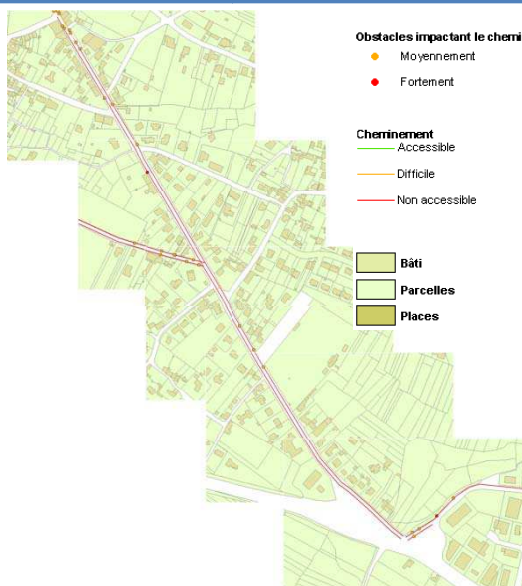 Obstacles impactant le chemi
Moyennement
Fortement
Cheminement
Accessible
Difficile
Non accessible
Bâti
Parcelles
Places